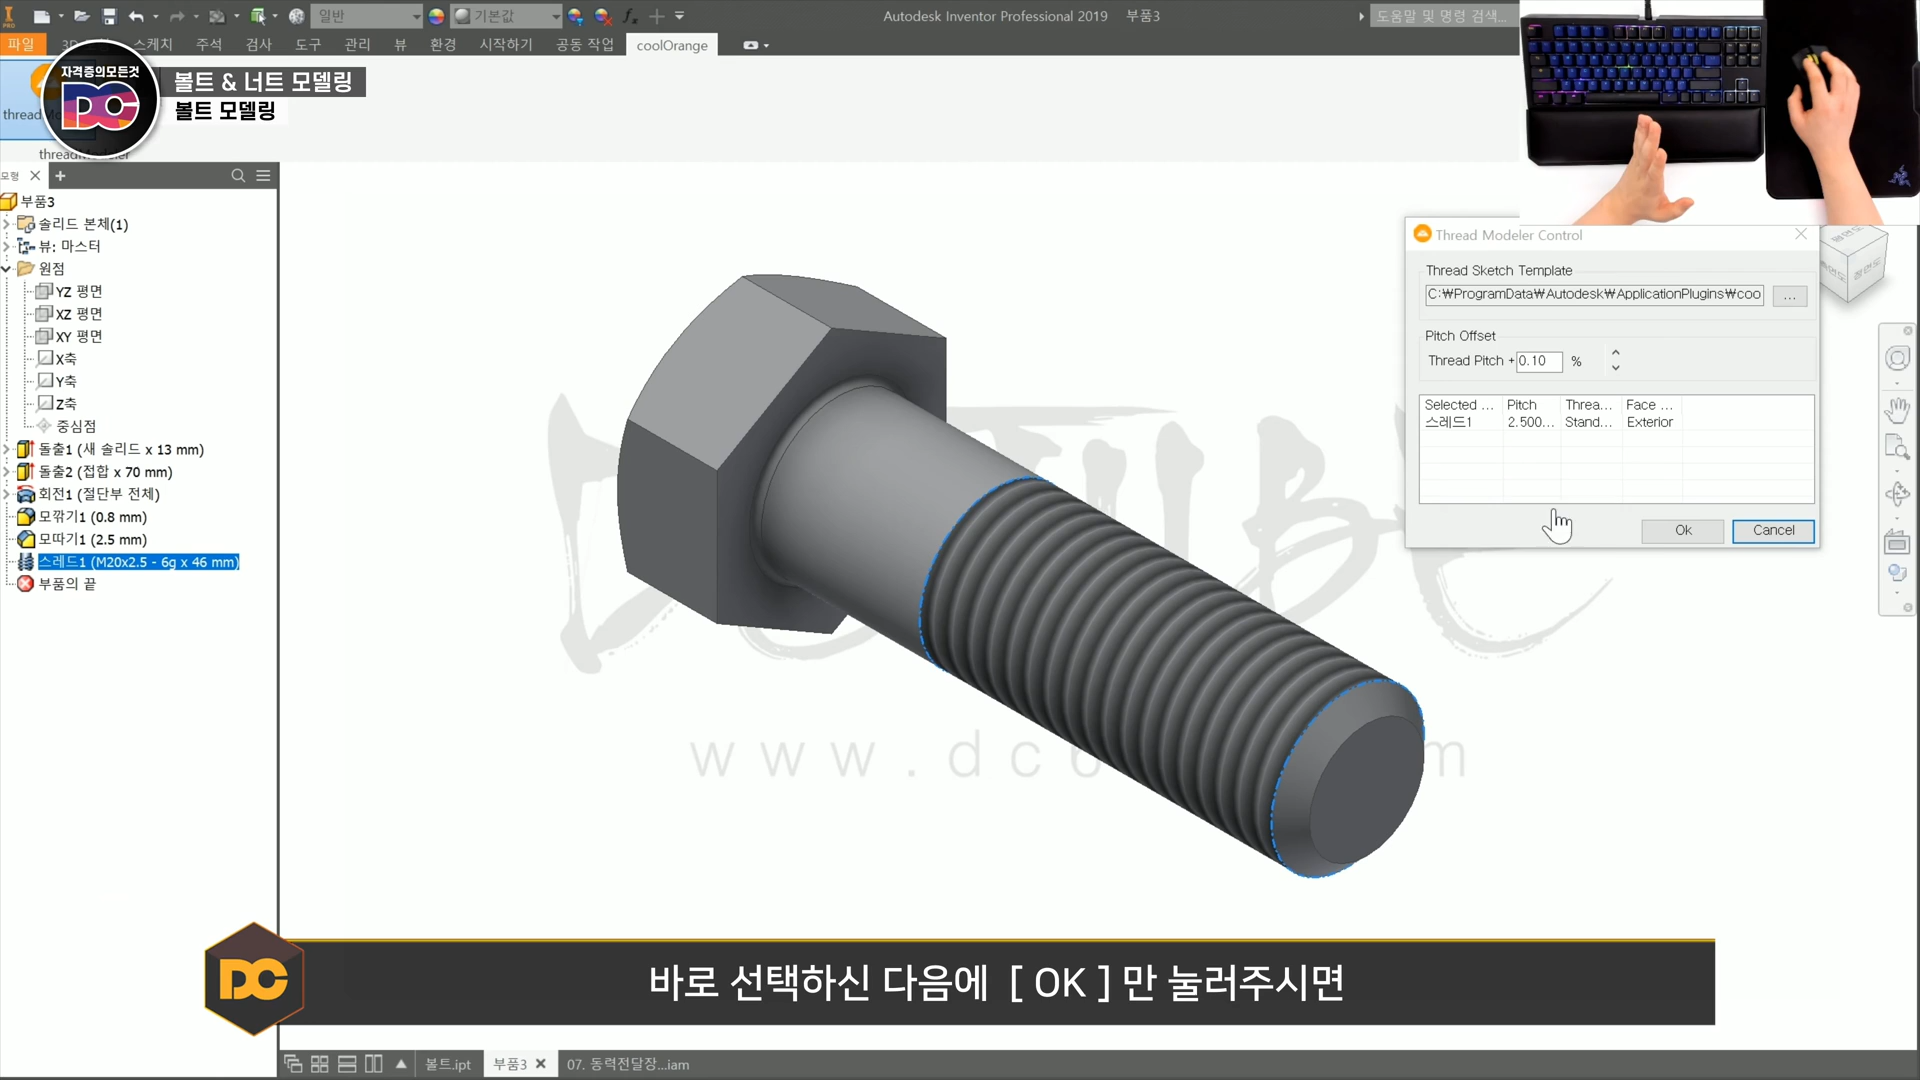 일반
기본값
Autodesk Inventor Professional 2019 부품3
도움말 및 명령 검색...
파일 스케치 주석 검사 도구 관리 뷰 환경 시작하기 공동 작업 coolOrange
자격증의모든것
DC
볼트 & 너트 모델링
볼트 모델링
모형
부품3
솔리드 본체(1)
뷰: 마스터
원점
YZ 평면
XZ 평면
XY 평면
X축
Y축
Z축
중심점
돌출1 (새 솔리드 x 13 mm)
돌출2 (접합 x 70 mm)
회전1 (절단부 전체)
모깎기1 (0.8 mm)
모따기1 (2.5 mm)
스레드1 (M20x2.5 - 6g x 46 mm)
부품의 끝
Thread Modeler Control
Thread Sketch Template
C:₩ProgramData₩Autodesk₩ApplicationPlugins₩coo
...
Pitch Offset
Thread Pitch + 0.10 %
Selected ... Pitch Threa... Face ...
스레드1 2.500... Stand... Exterior
Ok Cancel
DC
바로 선택하신 다음에 [ OK ] 만 눌러주시면
볼트.ipt 부품3 07. 동력전달장...iam